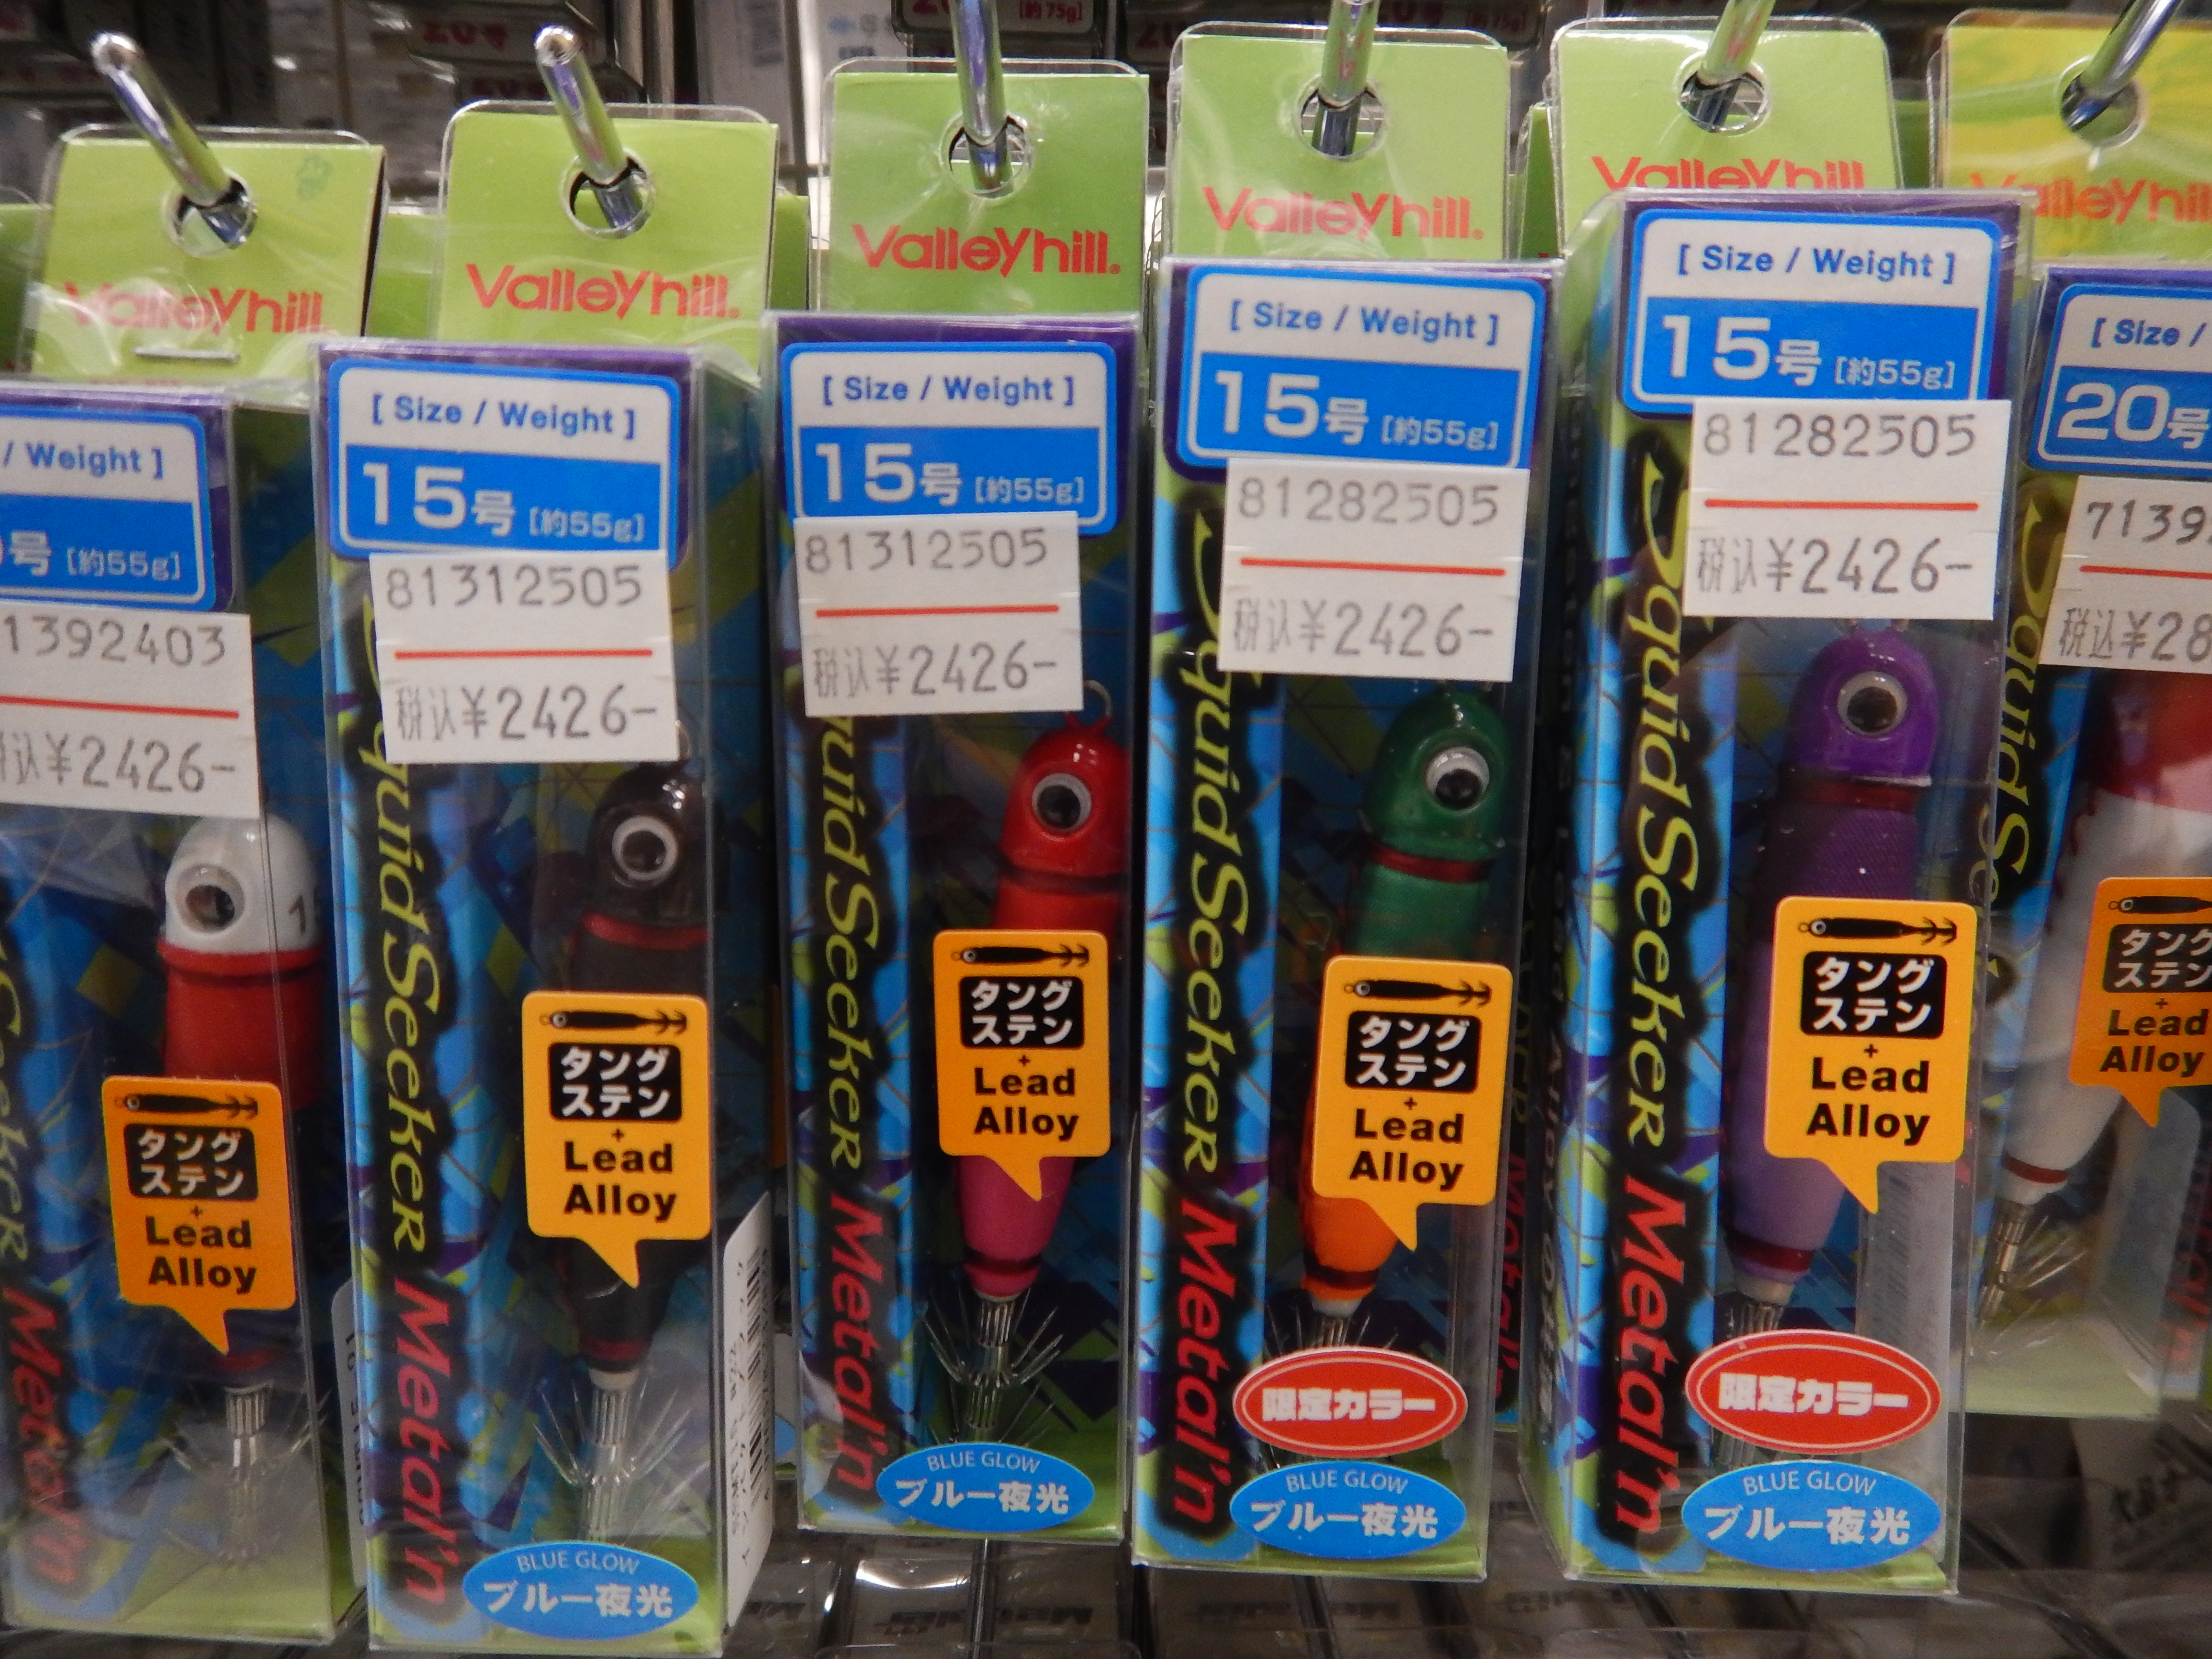 Valleyhill.
/ Weight ]
号 [約55g]
1392403
税込¥2426-
1
タング
ステン
+
Lead
Alloy
Metal'n
Valleyhill.
[ Size / Weight ]
15号 [約55g]
81312505
税込¥2426-
SquidSeeker Metal'n
タング
ステン
+
Lead
Alloy
BLUE GLOW
ブルー夜光
Valleyhill.
[ Size / Weight ]
15号 [約55g]
81312505
税込¥2426-
quidSeeker Metal'n
タング
ステン
+
Lead
Alloy
BLUE GLOW
ブルー夜光
Valleyhill.
[ Size / Weight ]
15号 [約55g]
81282505
税込¥2426-
SquidSeeker Metal'n
タング
ステン
+
Lead
Alloy
限定カラー
BLUE GLOW
ブルー夜光
Valleyhill
[ Size / Weight ]
15号 [約55g]
81282505
税込¥2426-
SquidSeeker Metal'n
タング
ステン
+
Lead
Alloy
限定カラー
BLUE GLOW
ブルー夜光
Valleyhill
[ Size /
20号
7139
税込¥28
タング
ステン
+
Lead
Alloy